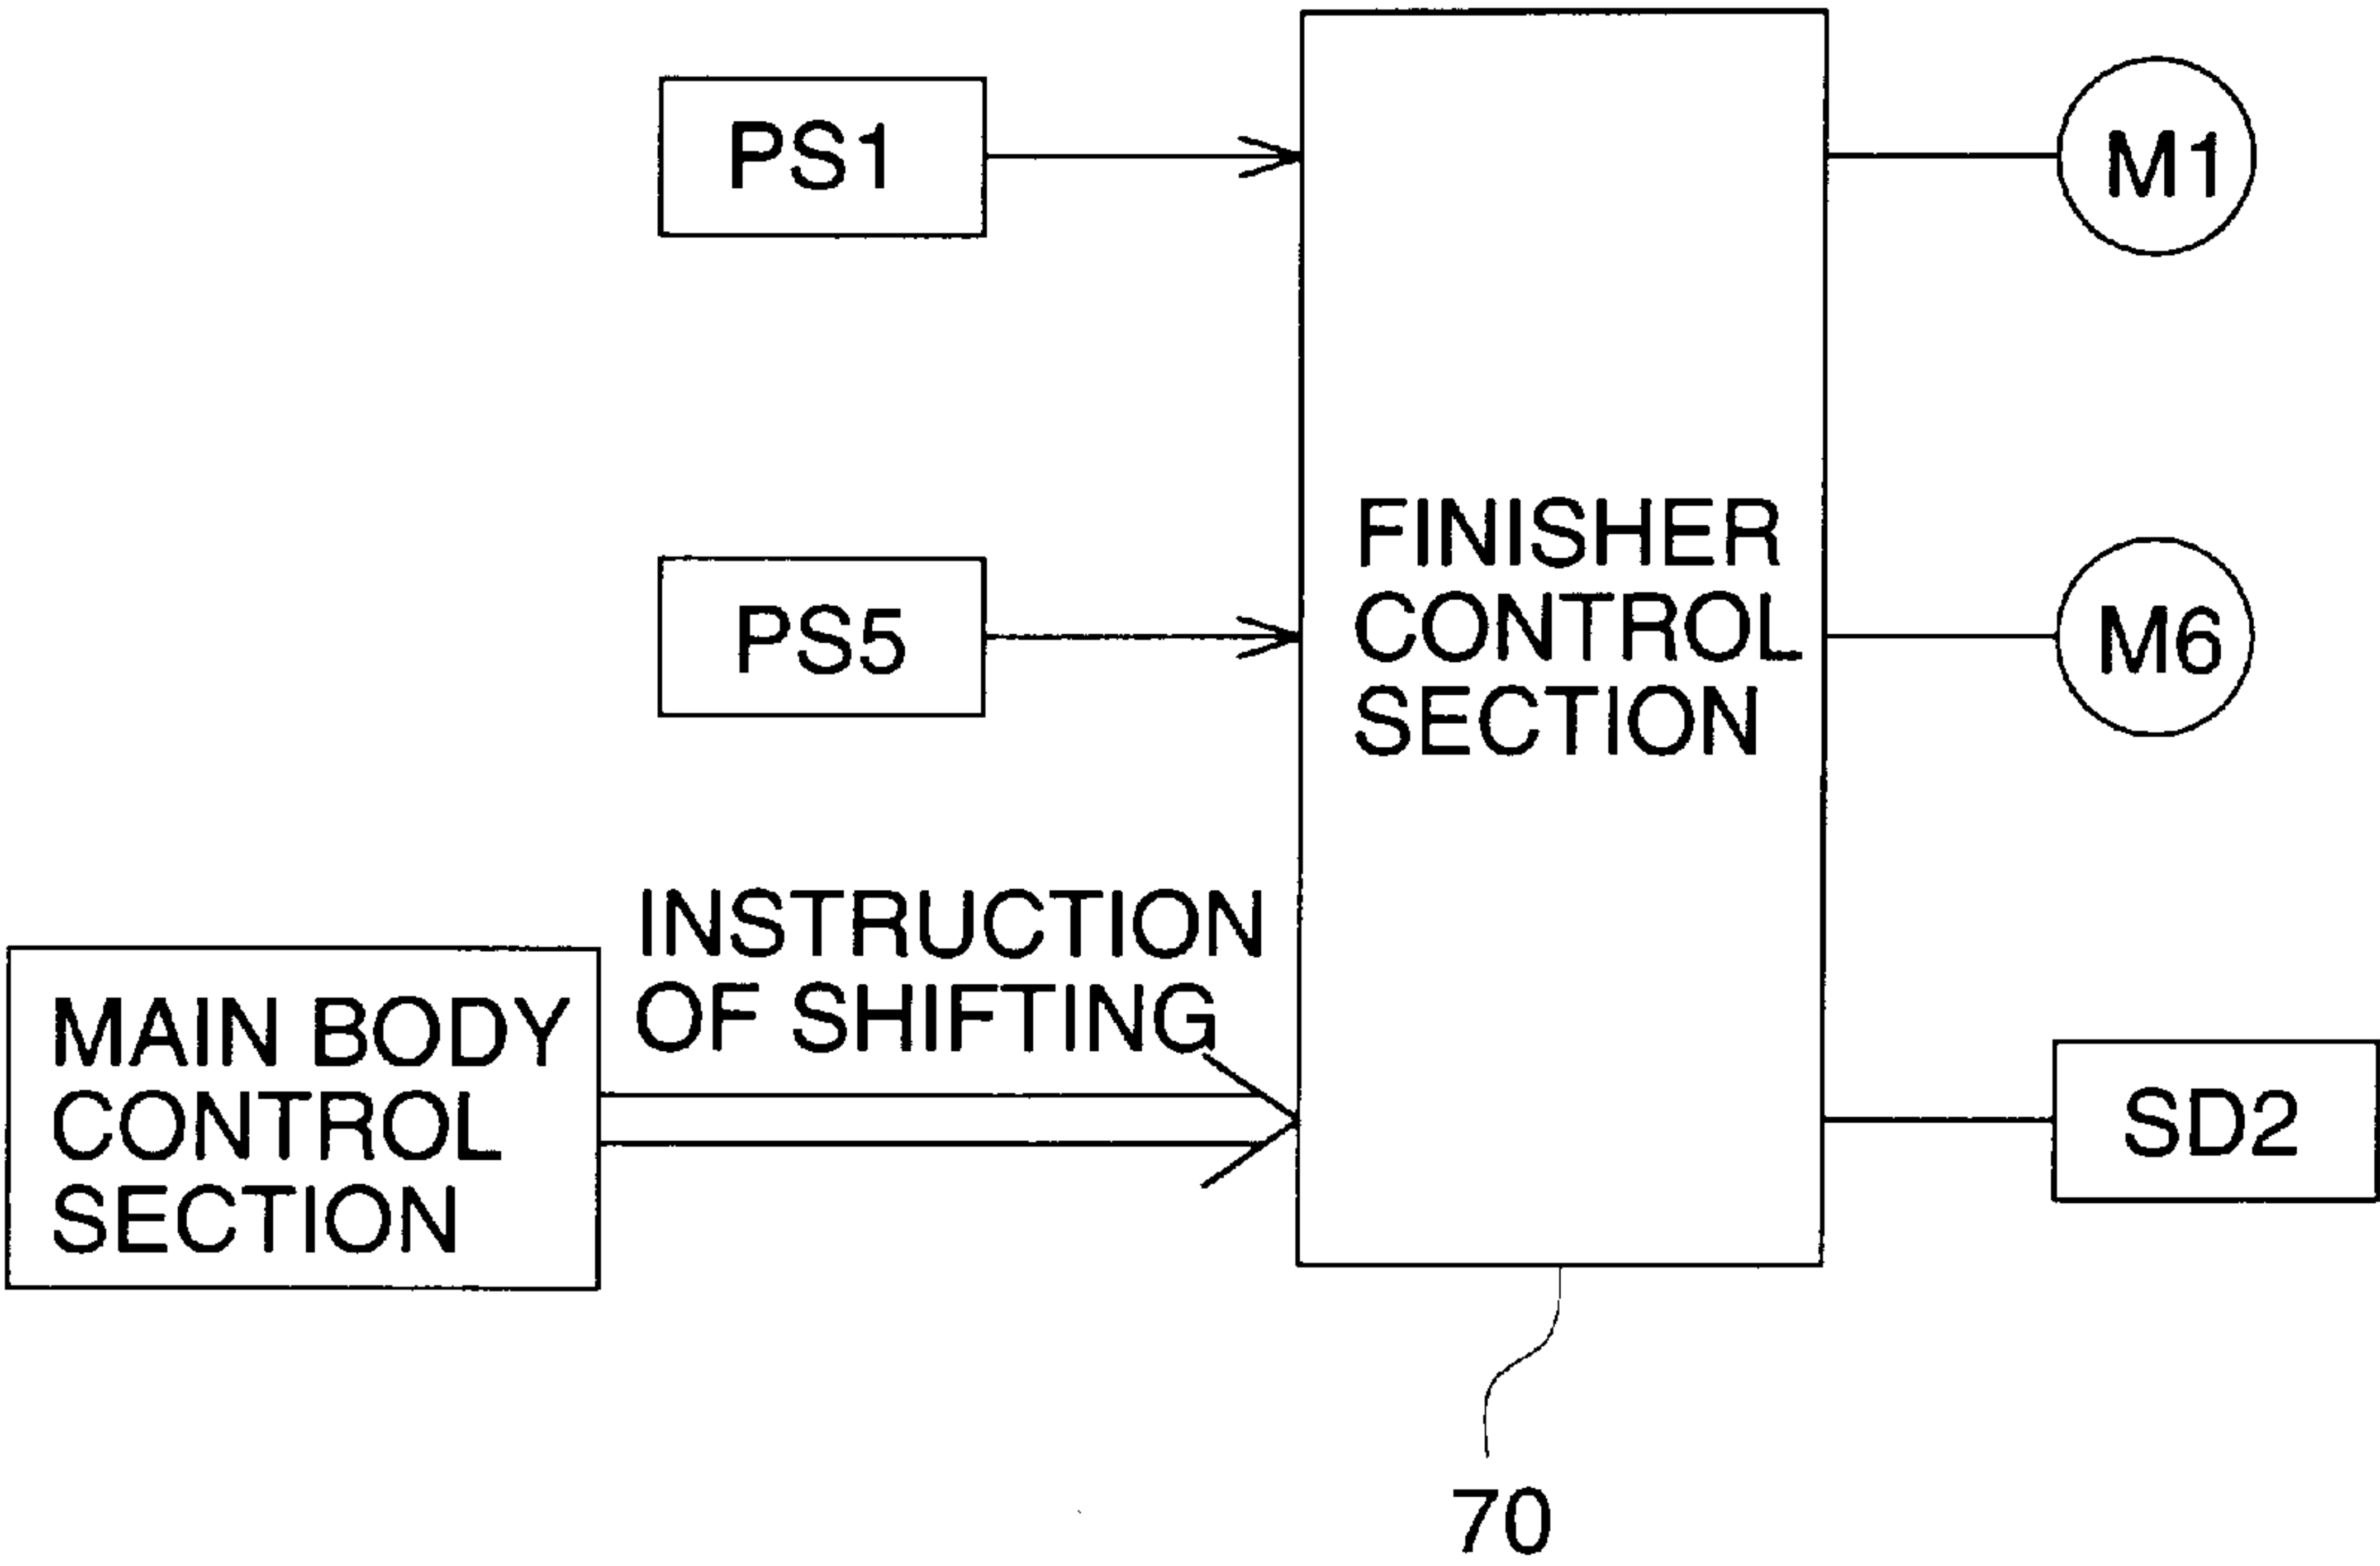 PS1
M1
PS5
FINISHER
CONTROL
SECTION
M6
INSTRUCTION
OF SHIFTING
MAIN BODY
CONTROL
SECTION
SD2
70